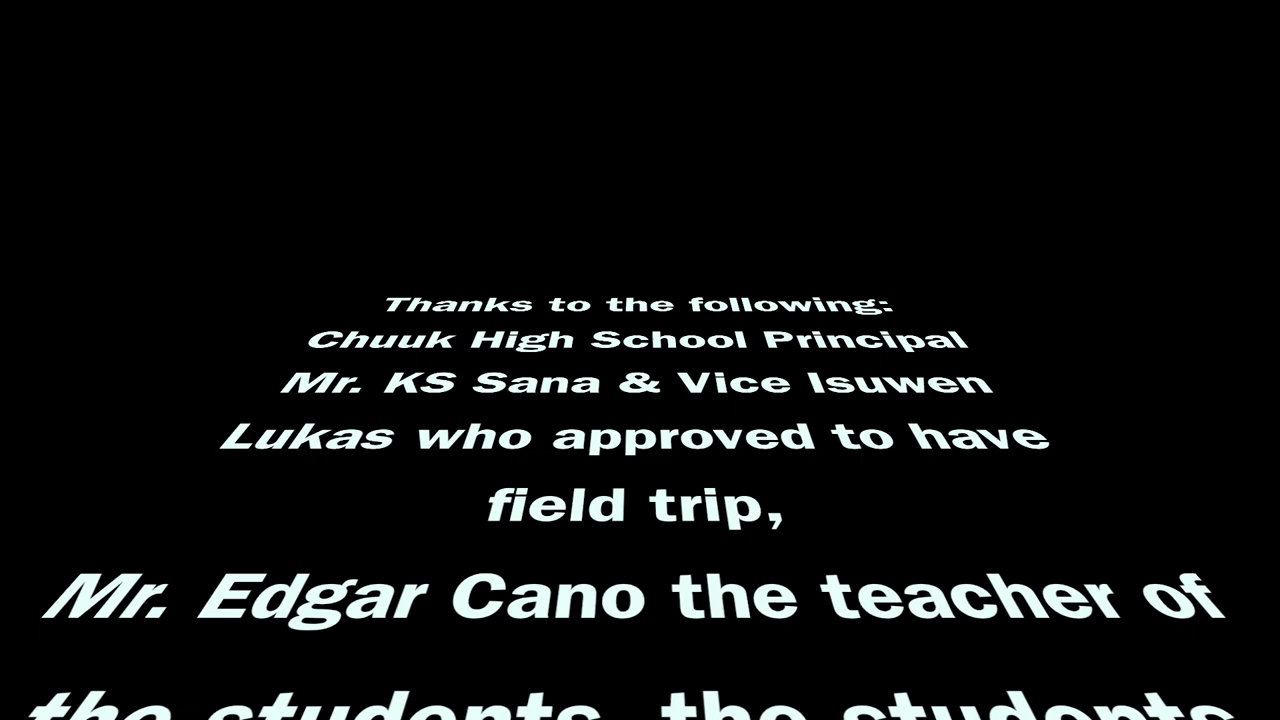 Thanks to the following:
Chuuk High School Principal
Mr. KS Sana & Vice Isuwen
Lukas who approved to have
field trip,
Mr. Edgar Cano the teacher of
the students, the students